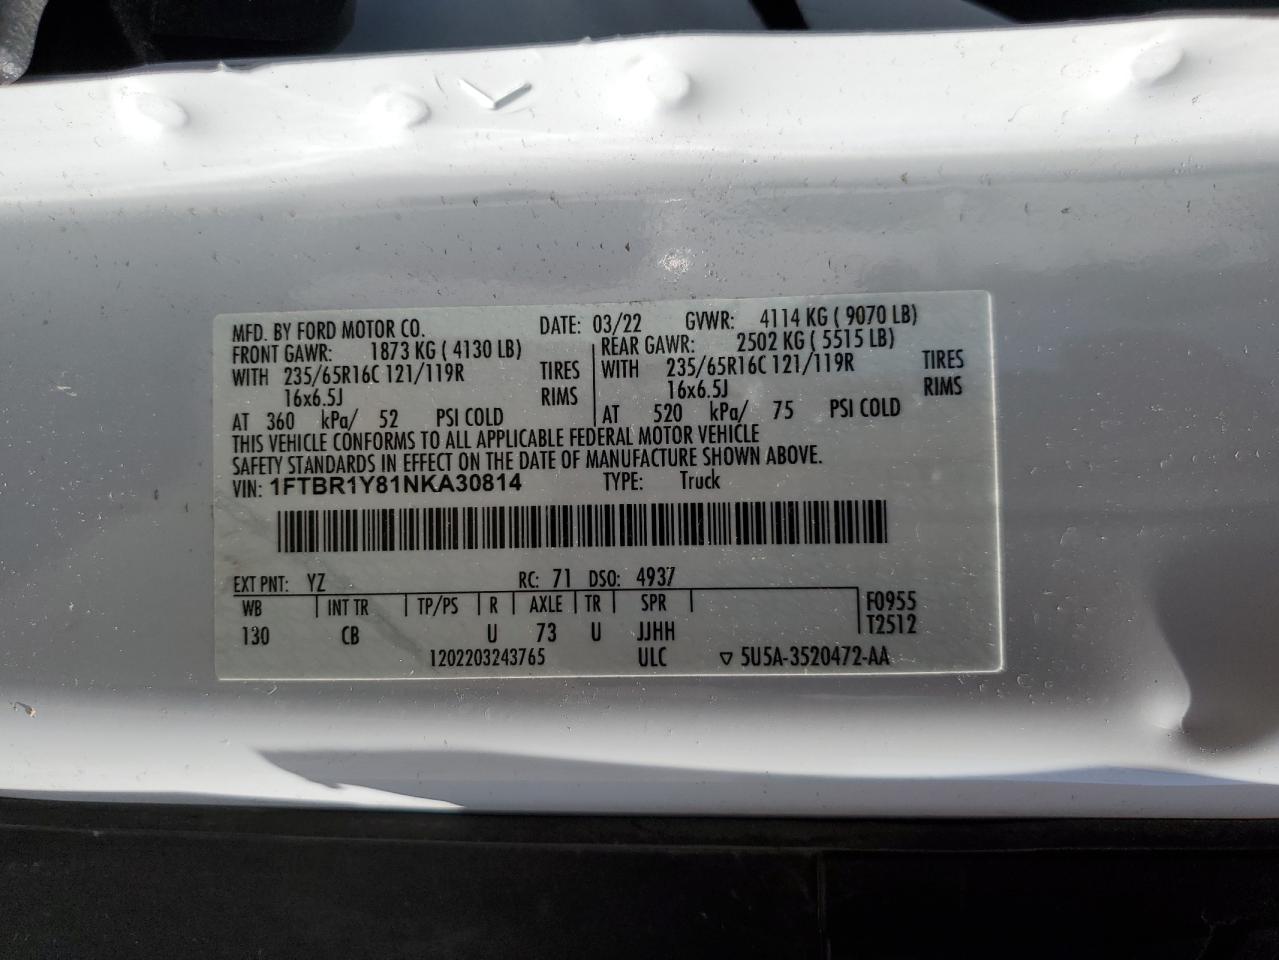 MFD. BY FORD MOTOR CO. DATE: 03/22 GVWR: 4114 KG ( 9070 LB)
FRONT GAWR: 1873 KG ( 4130 LB) REAR GAWR: 2502 KG ( 5515 LB)
WITH 235/65R16C 121/119R TIRES WITH 235/65R16C 121/119R TIRES
16x6.5J RIMS 16x6.5J RIMS
AT 360 kPa/ 52 PSI COLD AT 520 kPa/ 75 PSI COLD
THIS VEHICLE CONFORMS TO ALL APPLICABLE FEDERAL MOTOR VEHICLE
SAFETY STANDARDS IN EFFECT ON THE DATE OF MANUFACTURE SHOWN ABOVE.
VIN: 1FTBR1Y81NKA30814 TYPE: Truck
EXT PNT: YZ RC: 71 DSO: 4937
WB INT TR TP/PS R AXLE TR SPR F0955
130 CB U 73 U JJHH T2512
1202203243765 ULC ▽ 5U5A-3520472-AA